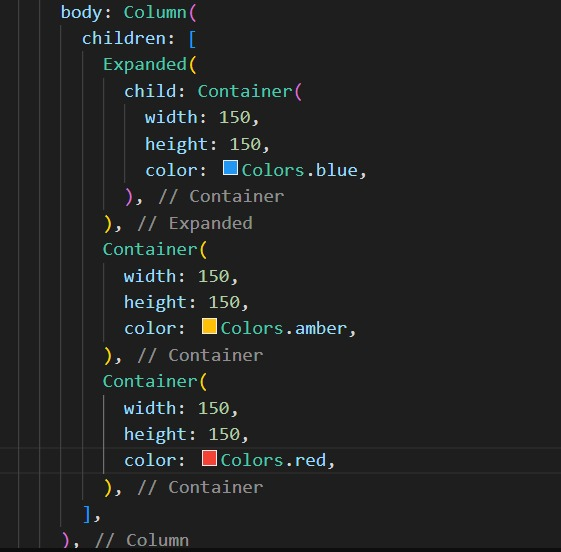 body: Column(
children: [
Expanded(
child: Container(
width: 150,
height: 150,
color: Colors.blue,
), // Container
), // Expanded
Container(
width: 150,
height: 150,
color: Colors.amber,
), // Container
Container(
width: 150,
height: 150,
color: Colors.red,
), // Container
],
), // Column